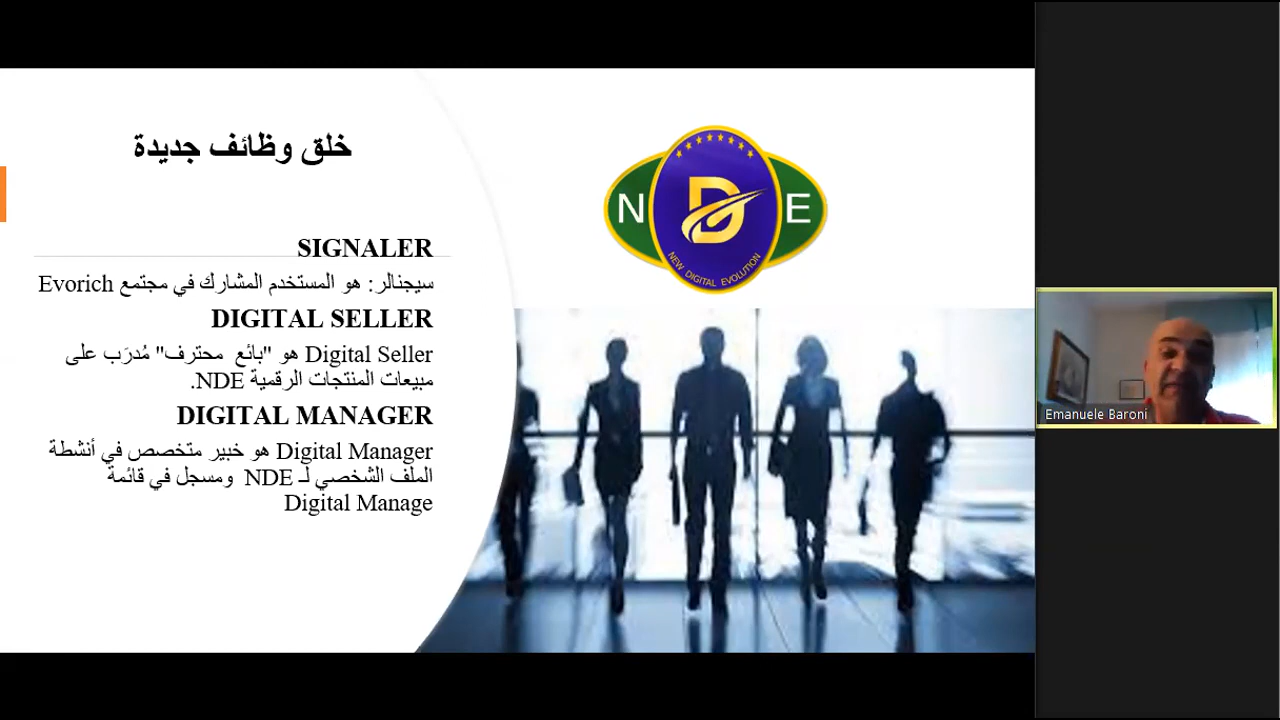 خلق وظائف جديدة
SIGNALER
سيجنالر: هو المستخدم المشارك في مجتمع Evorich
DIGITAL SELLER
Digital Seller هو "بائع محترف" مُدرَب على
مبيعات المنتجات الرقمية NDE.
DIGITAL MANAGER
Digital Manager هو خبير متخصص في أنشطة
الملف الشخصي لـ NDE ومسجل في قائمة
Digital Manage
N D E
NEW DIGITAL EVOLUTION
Emanuele Baroni